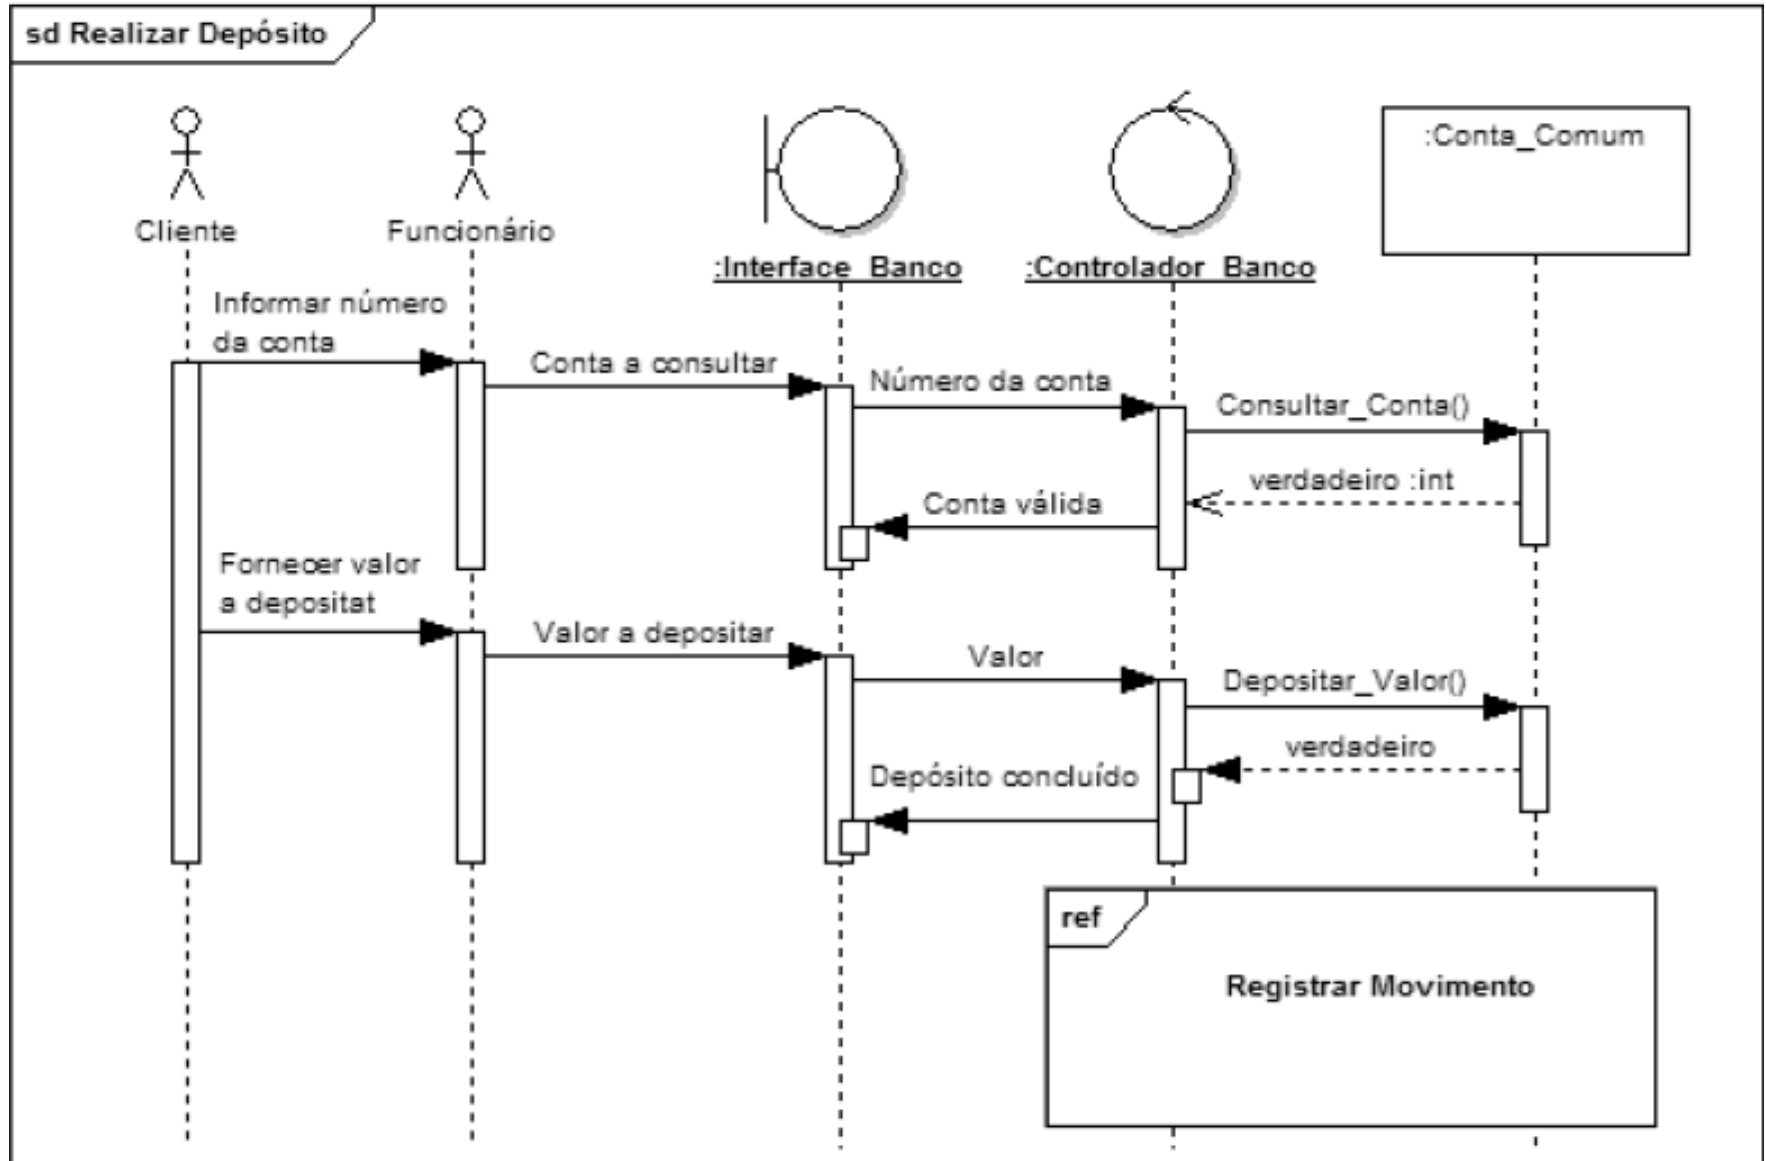 sd Realizar Depósito
Cliente
Funcionário
:Interface_Banco
:Controlador_Banco
:Conta_Comum
Informar número
da conta
Conta a consultar
Número da conta
Consultar_Conta()
verdadeiro :int
Conta válida
Fornecer valor
a depositat
Valor a depositar
Valor
Depositar_Valor()
verdadeiro
Depósito concluído
ref
Registrar Movimento